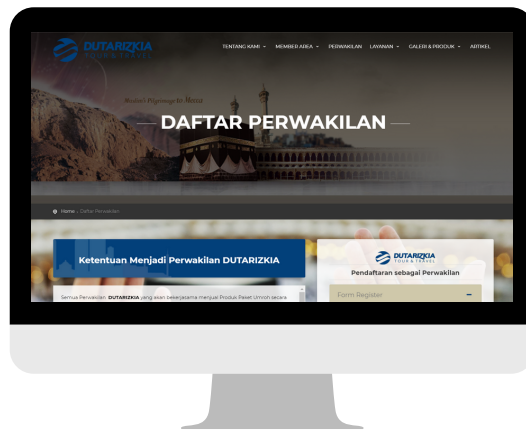 DUTARIZKIA
TOUR & TRAVEL
TENTANG KAMI
MEMBER AREA
PERWAKILAN
LAYANAN
GALERI & PRODUK
ARTIKEL
Modern Pilgrimage to Mecca
DAFTAR PERWAKILAN
Home » Daftar Perwakilan
Ketentuan Menjadi Perwakilan DUTARIZKIA
Semua Perwakilan DUTARIZKIA yang akan bekerjasama menjual Produk Paket Umroh secara
DUTARIZKIA
TOUR & TRAVEL
Pendaftaran sebagai Perwakilan
Form Register